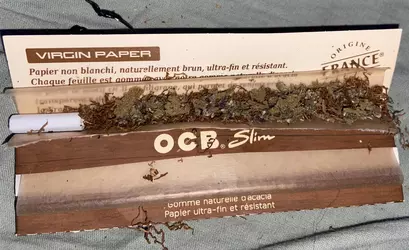 VIRGIN PAPER
ORIGINE
FRANCE
Papier non blanchi, naturellement brun, ultra-fin et résistant.
Chaque feuille est
OCB® Slim
Gomme naturelle d'acacia
Papier ultra-fin et résistant